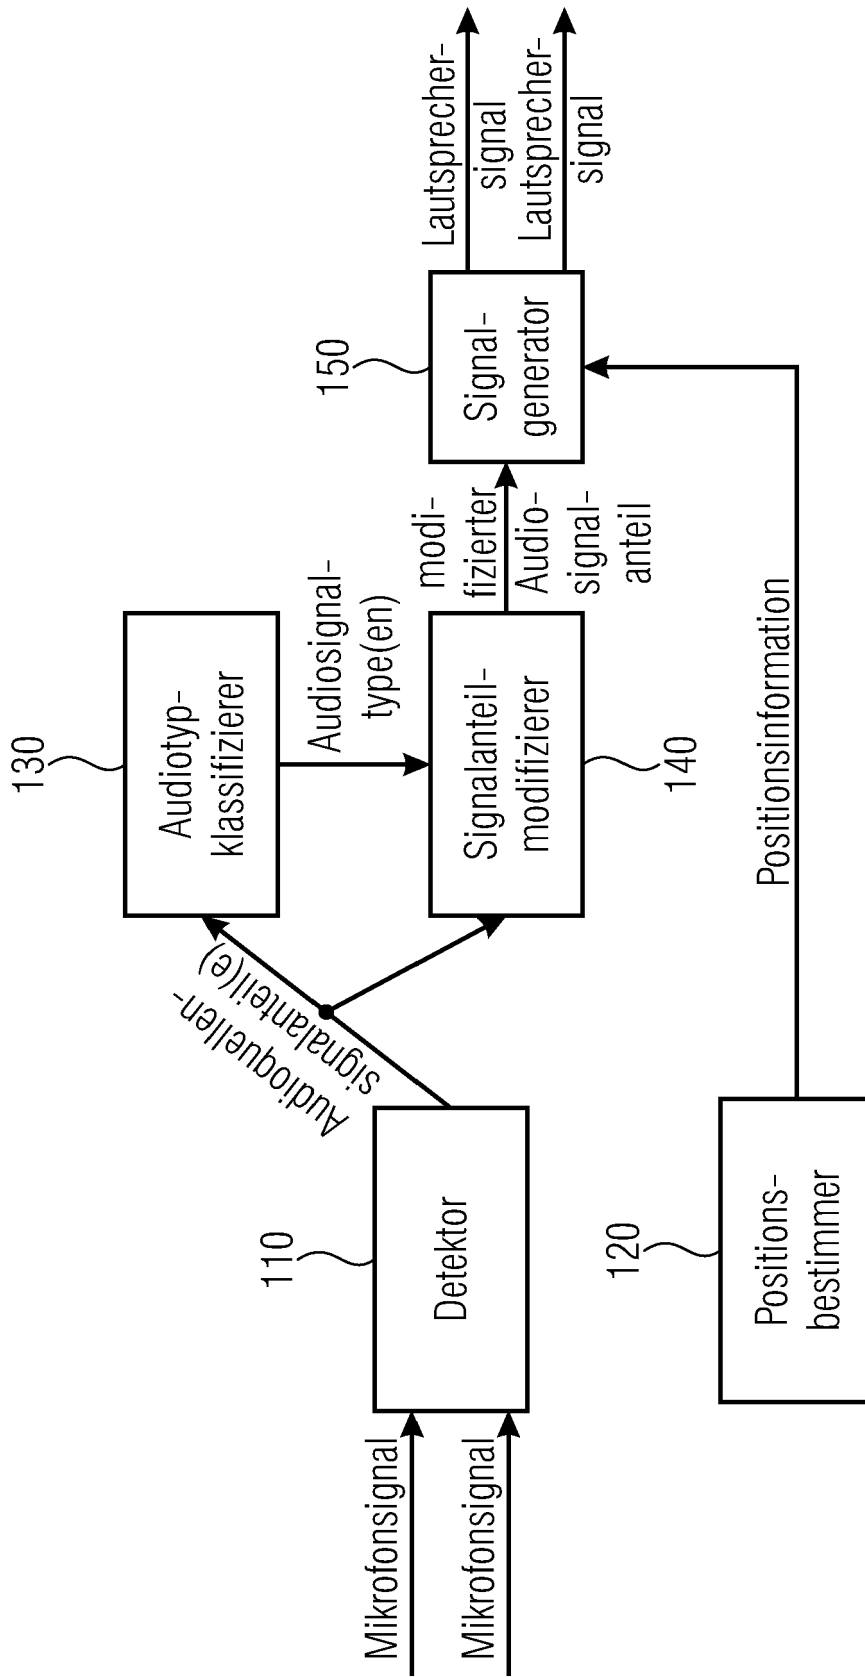 Mikrofonsignal
Mikrofonsignal
110
Detektor
Audioquellen-
signalanteil(e)
130
Audiotyp-
klassifizierer
Audiosignal-
type(en)
Signalanteil-
modifizierer
140
modi-
fizierter
Audio-
signal-
anteil
150
Signal-
generator
Lautsprecher-
signal
Lautsprecher-
signal
120
Positions-
bestimmer
Positionsinformation